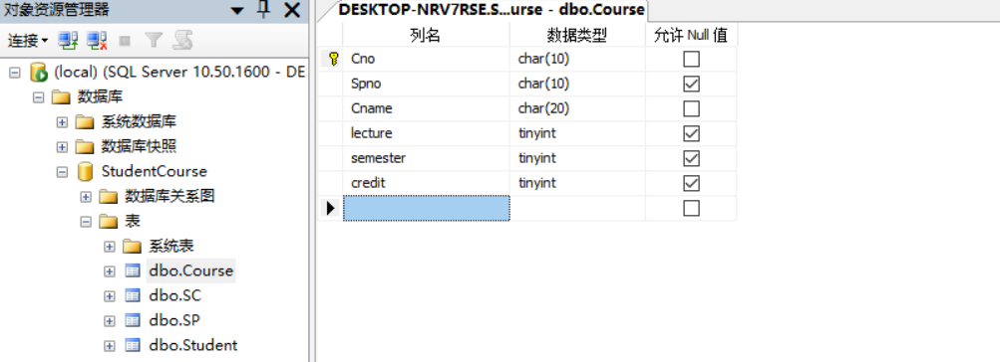 对象资源管理器
连接
(local) (SQL Server 10.50.1600 - DE
数据库
系统数据库
数据库快照
StudentCourse
数据库关系图
表
系统表
dbo.Course
dbo.SC
dbo.SP
dbo.Student
DESKTOP-NRV7RSE.S...urse - dbo.Course
列名 数据类型 允许 Null 值
Cno char(10)
Spno char(10)
Cname char(20)
lecture tinyint
semester tinyint
credit tinyint